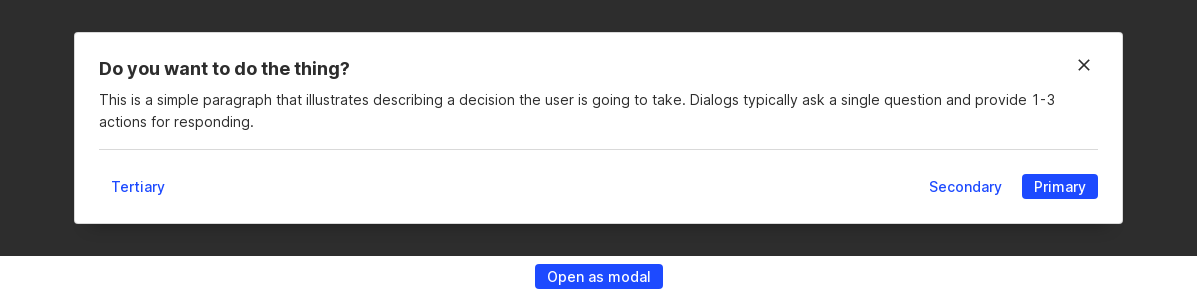 Do you want to do the thing?
This is a simple paragraph that illustrates describing a decision the user is going to take. Dialogs typically ask a single question and provide 1-3
actions for responding.
Tertiary
Secondary
Primary
Open as modal